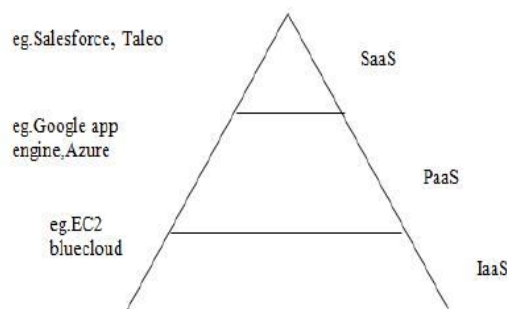 eg.Salesforce, Taleo
SaaS
eg.Google app
engine,Azure
PaaS
eg.EC2
bluecloud
IaaS